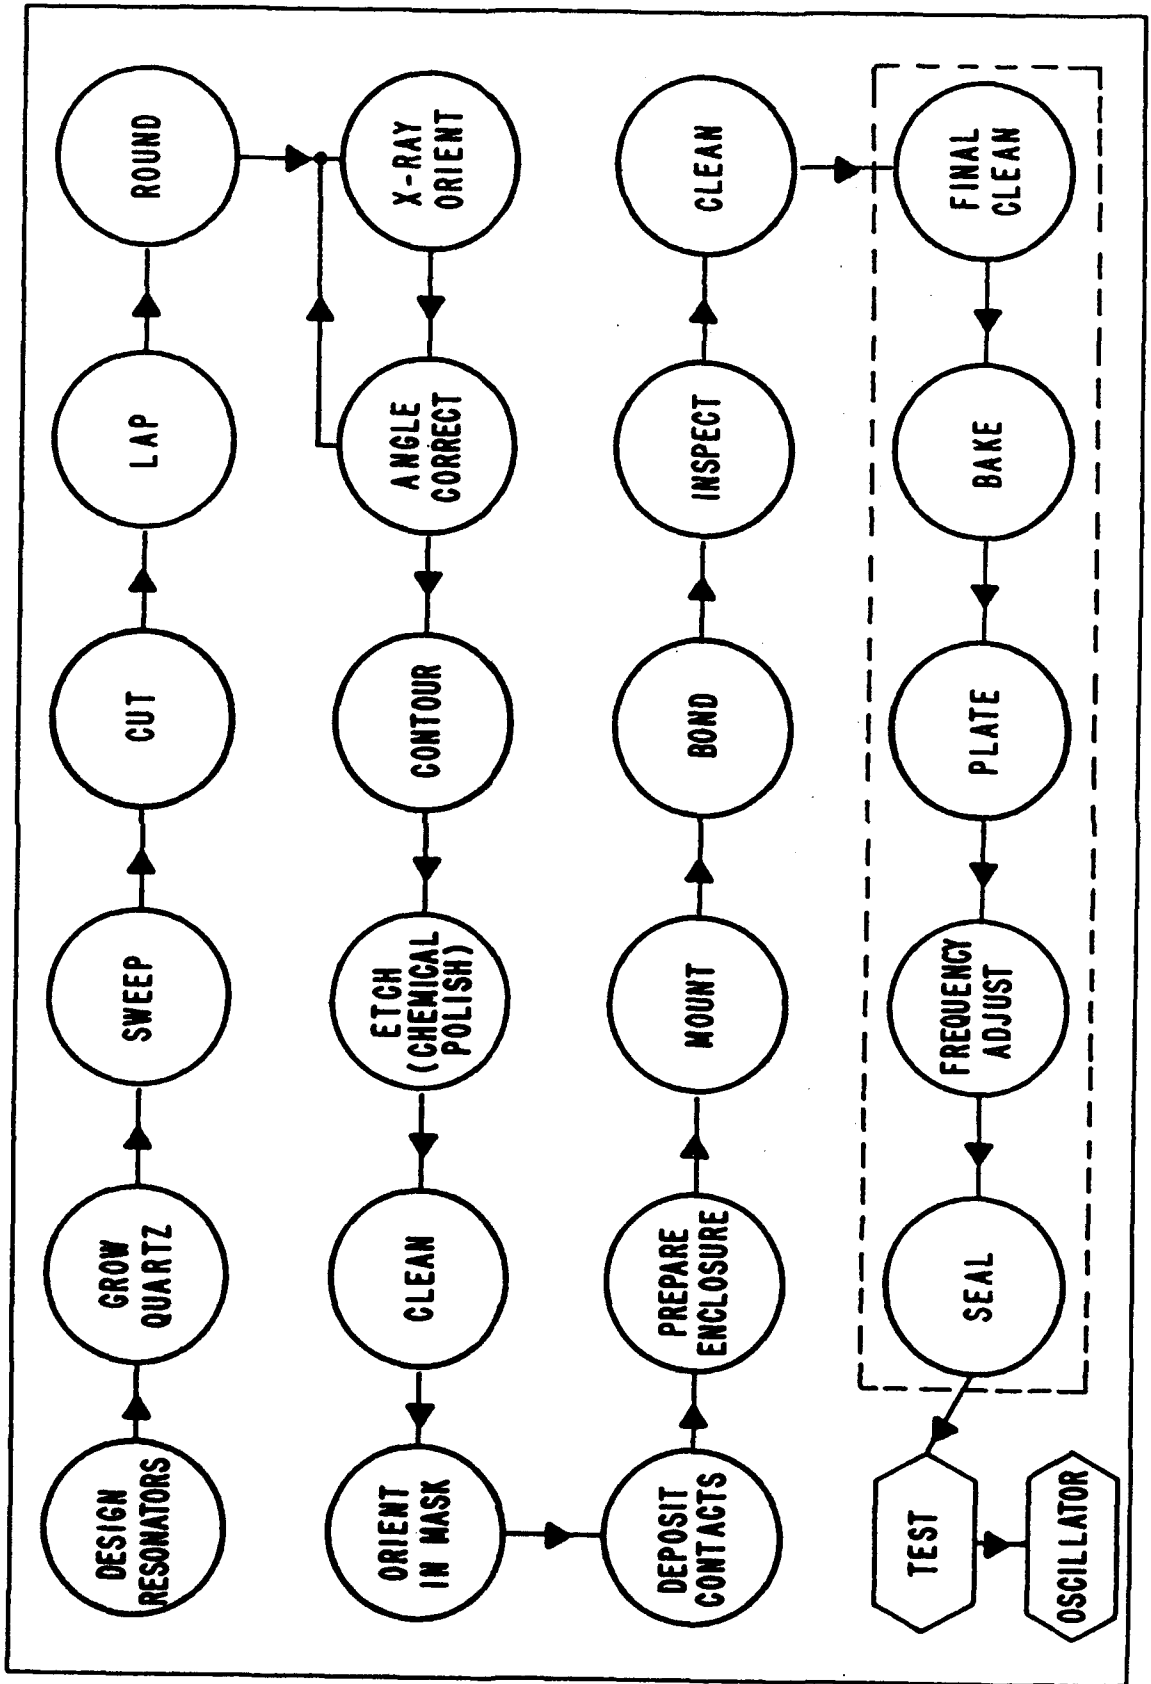 DESIGN
RESONATORS
GROW
QUARTZ
SWEEP
CUT
LAP
ROUND
X-RAY
ORIENT
ANGLE
CORRECT
CONTOUR
ETCH
(CHEMICAL
POLISH)
CLEAN
ORIENT
IN MASK
DEPOSIT
CONTACTS
PREPARE
ENCLOSURE
MOUNT
BOND
INSPECT
CLEAN
FINAL
CLEAN
BAKE
PLATE
FREQUENCY
ADJUST
SEAL
TEST
OSCILLATOR